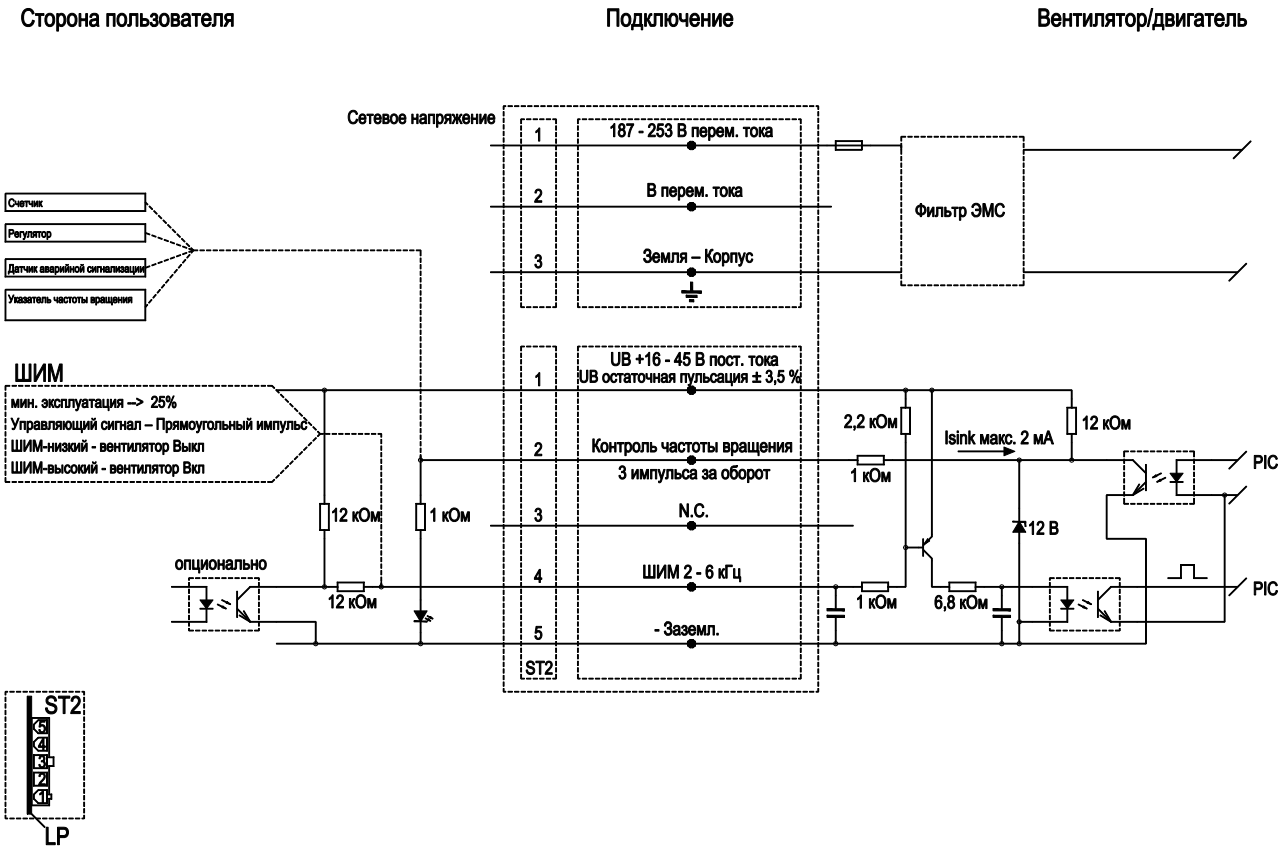 Сторона пользователя
Подключение
Вентилятор/двигатель
Сетевое напряжение
1
187 - 253 В перем. тока
2
В перем. тока
3
Земля – Корпус
Фильтр ЭМС
Счетчик
Регулятор
Датчик аварийной сигнализации
Указатель частоты вращения
ШИМ
мин. эксплуатация –> 25%
Управляющий сигнал – Прямоугольный импульс
ШИМ-низкий - вентилятор Выкл
ШИМ-высокий - вентилятор Вкл
1
UB +16 - 45 В пост. тока
UB остаточная пульсация ± 3,5 %
2
Контроль частоты вращения
3 импульса за оборот
3
N.C.
4
ШИМ 2 - 6 кГц
5
- Заземл.
ST2
12 кОм
1 кОм
опционально
12 кОм
2,2 кОм
Isink макс. 2 мА
12 кОм
1 кОм
PIC
12 В
1 кОм
6,8 кОм
PIC
ST2
5
4
3
2
1
LP